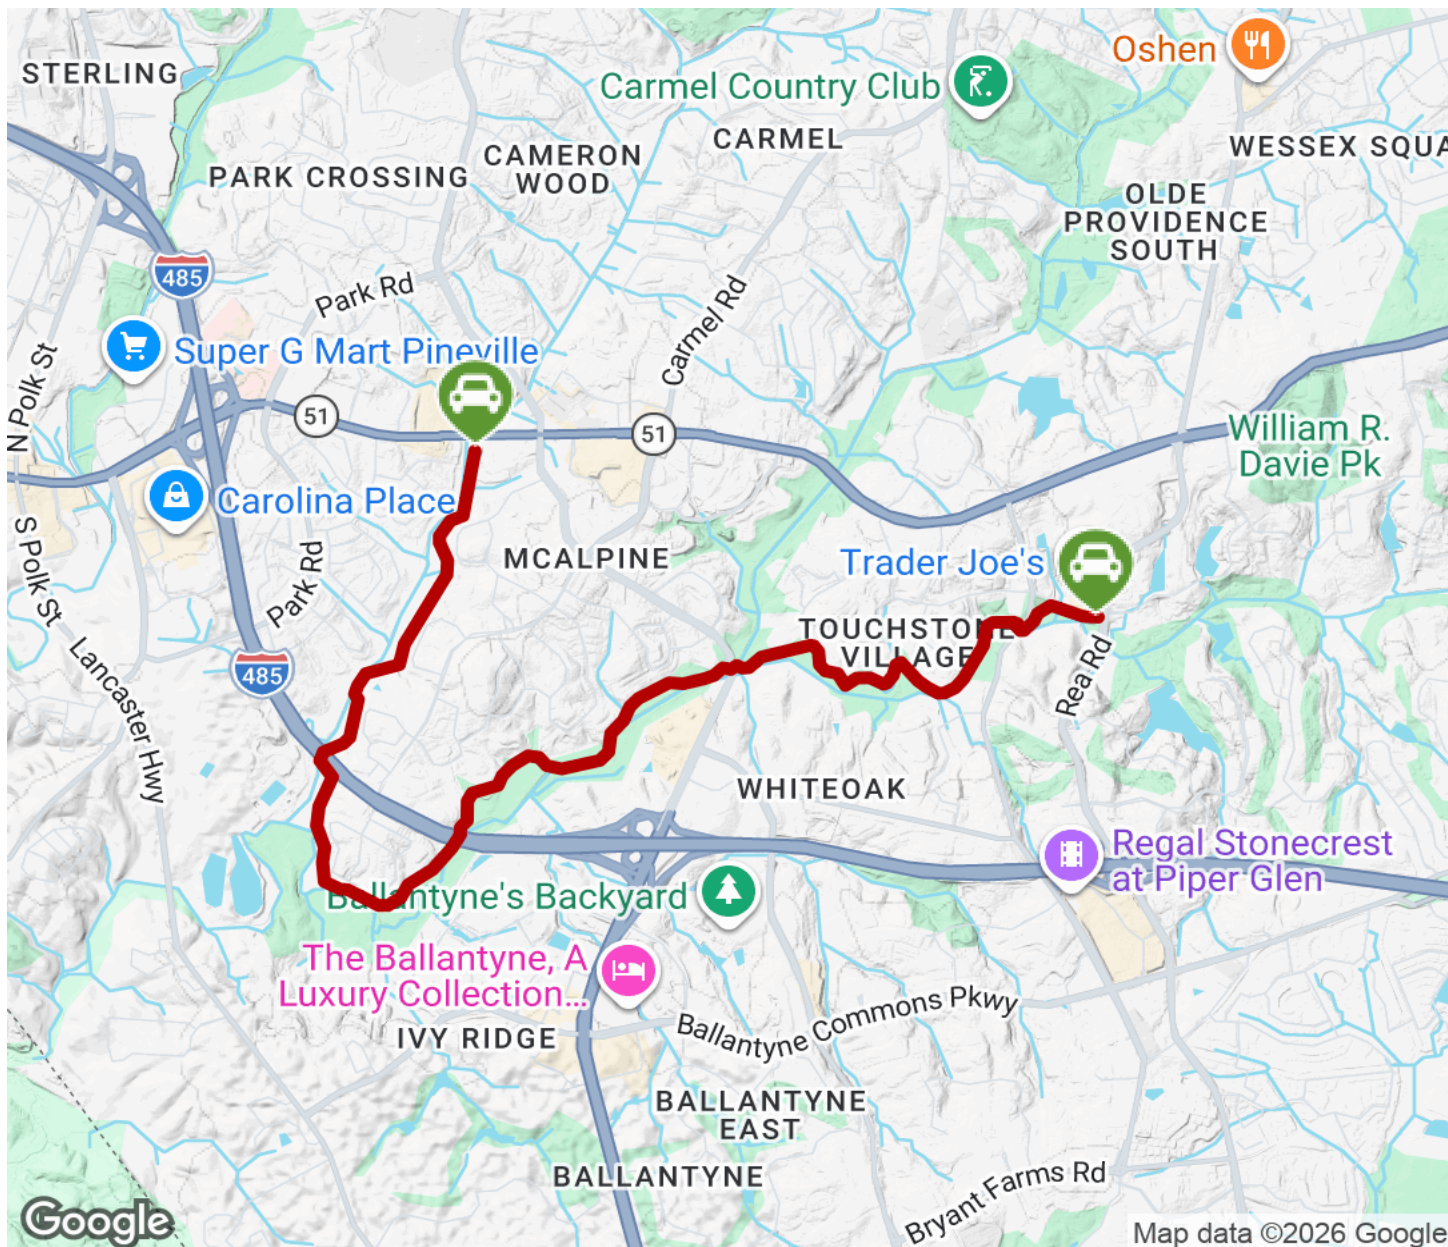 STERLING
Oshen
Carmel Country Club
CARMEL
WESSEX SQUA
CAMERON
WOOD
PARK CROSSING
OLDE
PROVIDENCE
SOUTH
485
Park Rd
Carmel Rd
Super G Mart Pineville
N Polk St
51
51
William R.
Davie Pk
Carolina Place
S Polk St
Park Rd
MCALPINE
Trader Joe's
TOUCHSTONE
VILLAGE
485
Rea Rd
Lancaster Hwy
WHITEOAK
Regal Stonecrest
at Piper Glen
Ballantyne's Backyard
The Ballantyne, A
Luxury Collection...
IVY RIDGE
Ballantyne Commons Pkwy
BALLANTYNE
EAST
BALLANTYNE
Bryant Farms Rd
Google
Map data ©2026 Google